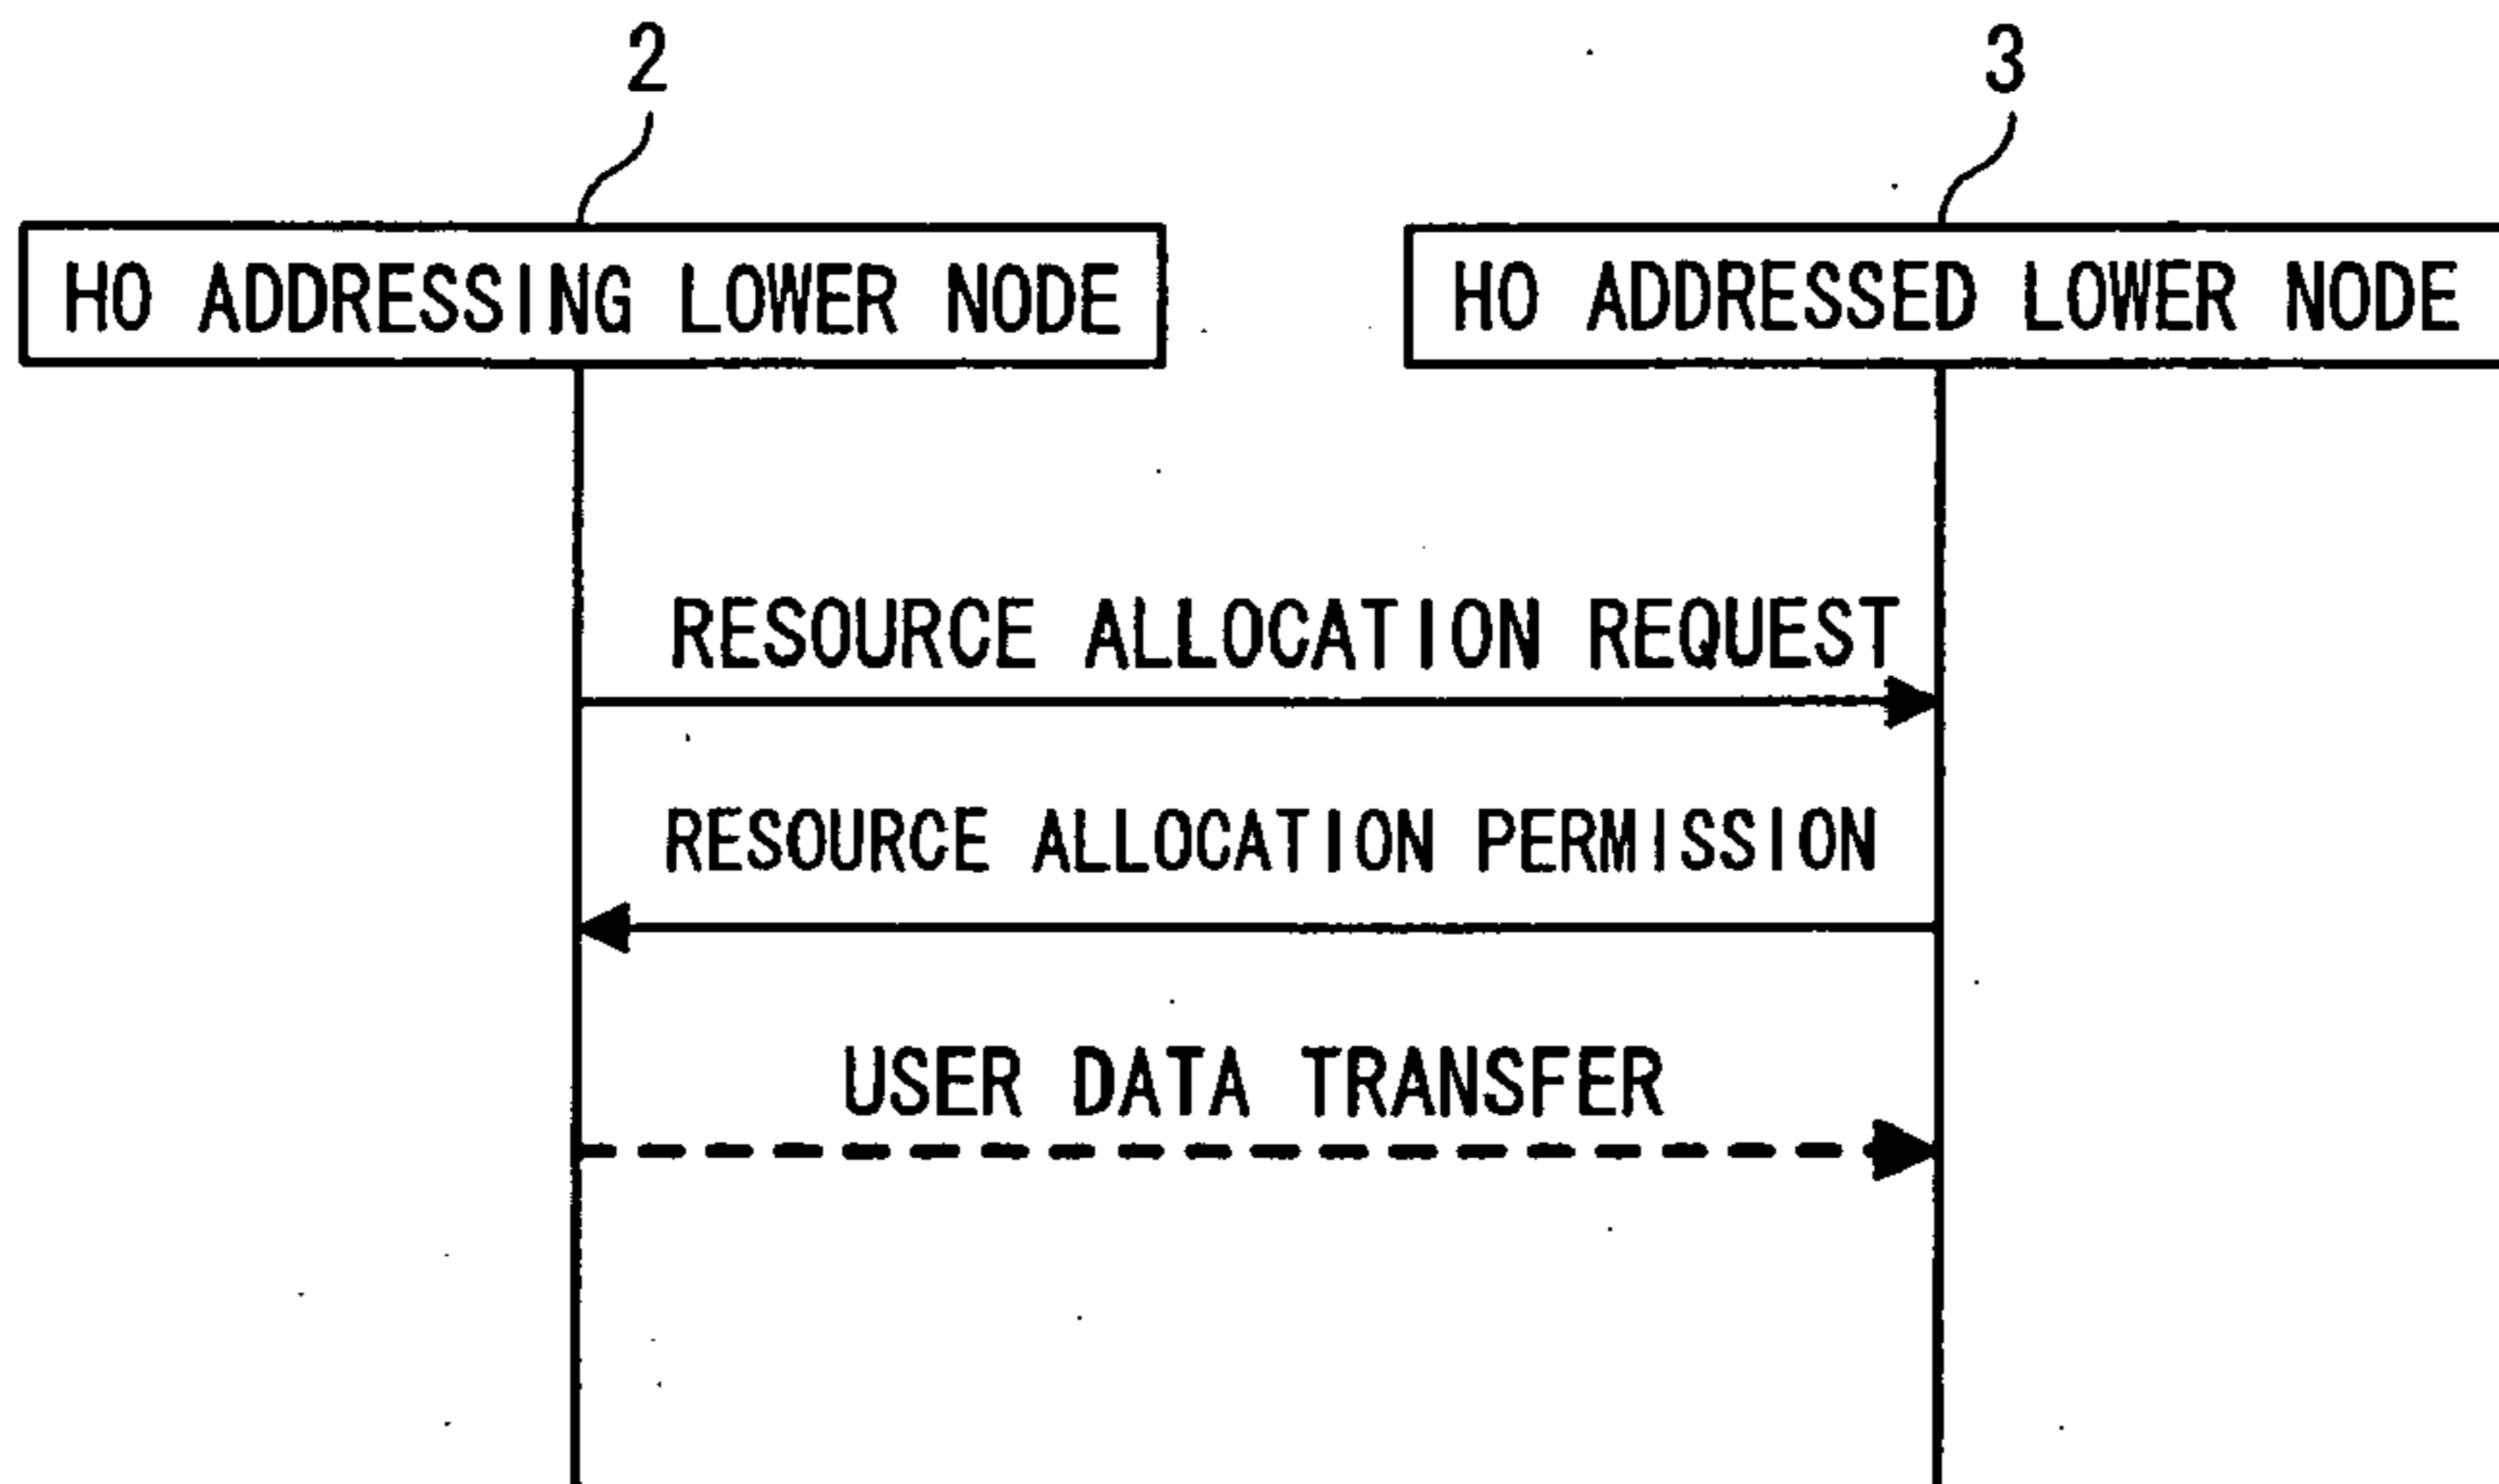 2
3
HO ADDRESSING LOWER NODE
HO ADDRESSED LOWER NODE
RESOURCE ALLOCATION REQUEST
RESOURCE ALLOCATION PERMISSION
USER DATA TRANSFER